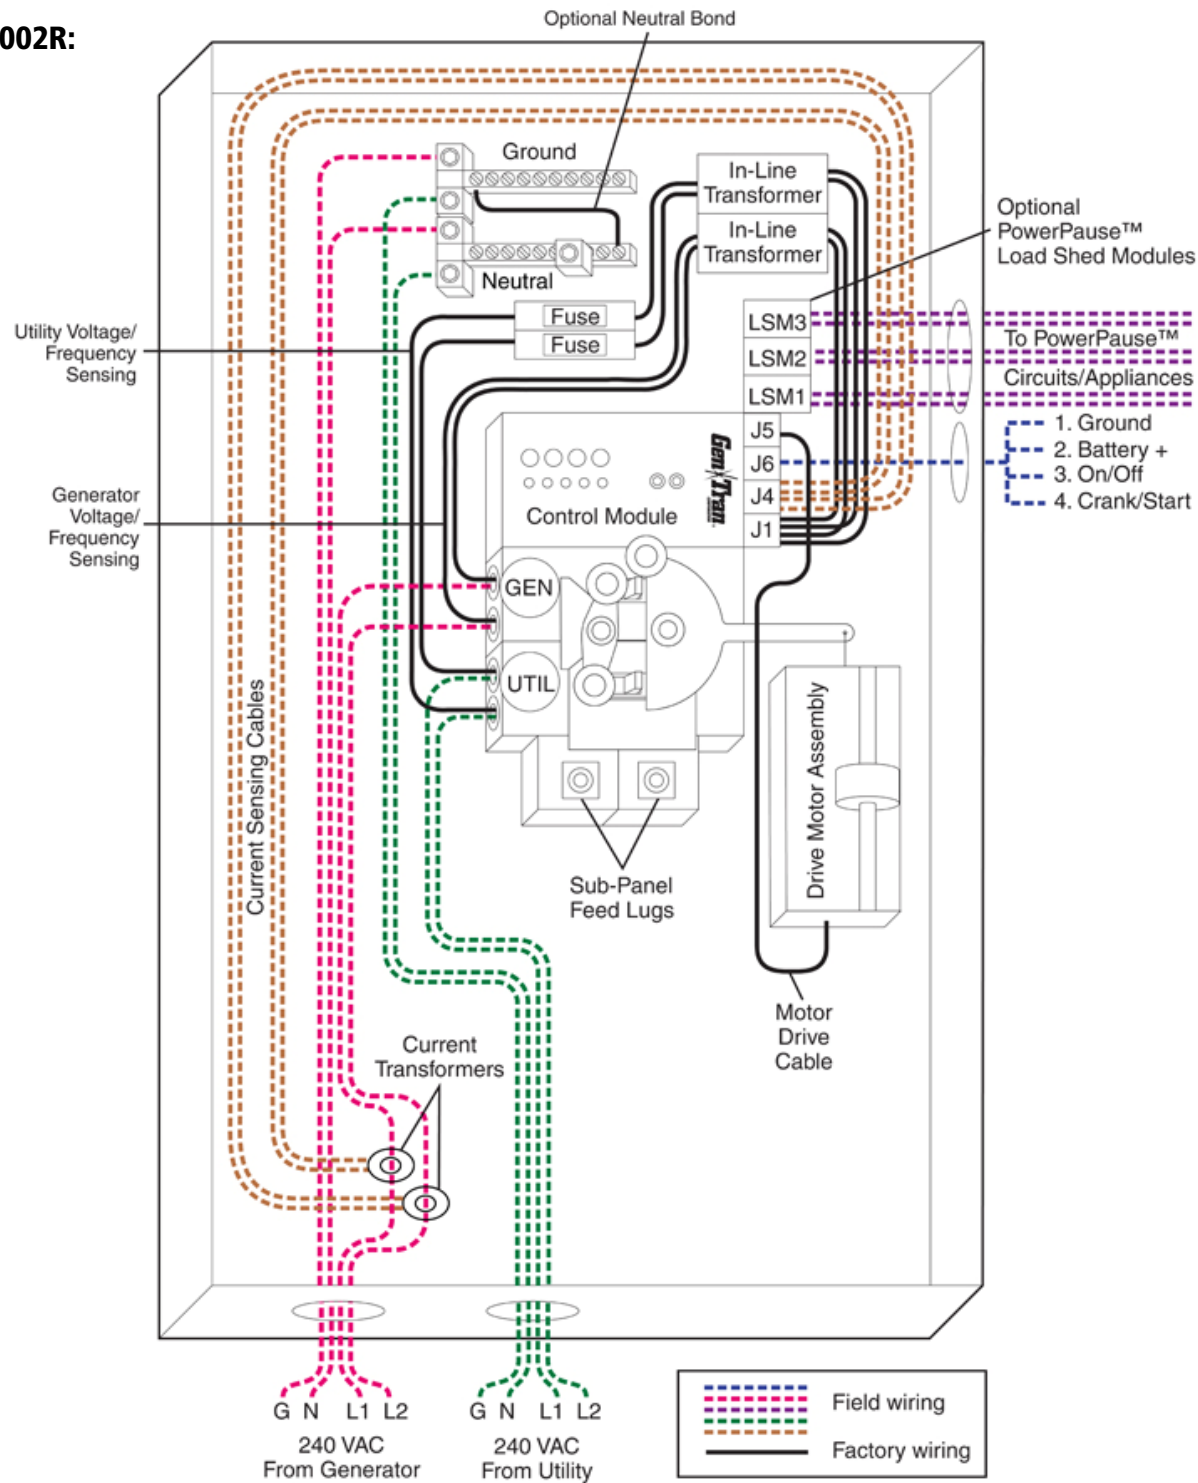 002R:
Optional Neutral Bond
Ground
In-Line
Transformer
In-Line
Transformer
Optional
PowerPause™
Load Shed Modules
Neutral
Fuse
Fuse
Utility Voltage/
Frequency
Sensing
LSM3
LSM2
LSM1
To PowerPause™
Circuits/Appliances
J5
J6
J4
J1
1. Ground
2. Battery +
3. On/Off
4. Crank/Start
GenTran
Control Module
Generator
Voltage/
Frequency
Sensing
GEN
UTIL
Current Sensing Cables
Drive Motor Assembly
Sub-Panel
Feed Lugs
Motor
Drive
Cable
Current
Transformers
G N L1 L2
240 VAC
From Generator
G N L1 L2
240 VAC
From Utility
Field wiring
Factory wiring